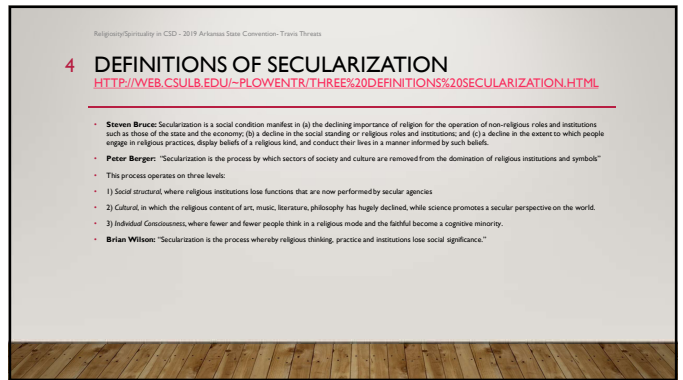 Religiosity/Spirituality in CSD - 2019 Arkansas State Convention- Travis Threats
4 DEFINITIONS OF SECULARIZATION
HTTP://WEB.CSULB.EDU/~PLOWENTR/THREE%20DEFINITIONS%20SECULARIZATION.HTML
• Steven Bruce: Secularization is a social condition manifest in (a) the declining importance of religion for the operation of non-religious roles and institutions
such as those of the state and the economy; (b) a decline in the social standing or religious roles and institutions; and (c) a decline in the extent to which people
engage in religious practices, display beliefs of a religious kind, and conduct their lives in a manner informed by such beliefs.
• Peter Berger: "Secularization is the process by which sectors of society and culture are removed from the domination of religious institutions and symbols"
• This process operates on three levels:
• 1) Social structural, where religious institutions lose functions that are now performed by secular agencies
• 2) Cultural, in which the religious content of art, music, literature, philosophy has hugely declined, while science promotes a secular perspective on the world.
• 3) Individual Consciousness, where fewer and fewer people think in a religious mode and the faithful become a cognitive minority.
• Brian Wilson: "Secularization is the process whereby religious thinking, practice and institutions lose social significance."